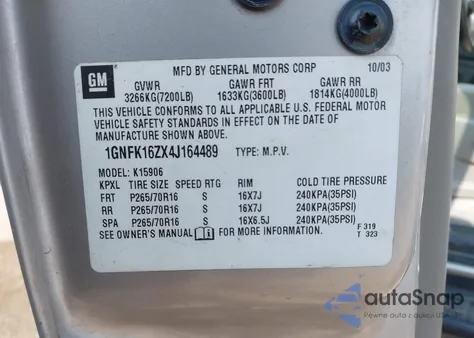 GM
MFD BY GENERAL MOTORS CORP 10/03
GVWR GAWR FRT GAWR RR
3266KG(7200LB) 1633KG(3600LB) 1814KG(4000LB)
THIS VEHICLE CONFORMS TO ALL APPLICABLE U.S. FEDERAL MOTOR
VEHICLE SAFETY STANDARDS IN EFFECT ON THE DATE OF
MANUFACTURE SHOWN ABOVE.
1GNFK16ZX4J164489 TYPE: M.P.V.
MODEL: K15906
KPXL TIRE SIZE SPEED RTG RIM COLD TIRE PRESSURE
FRT P265/70R16 S 16X7J 240KPA(35PSI)
RR P265/70R16 S 16X7J 240KPA(35PSI)
SPA P265/70R16 S 16X6.5J 240KPA(35PSI)
SEE OWNER'S MANUAL FOR MORE INFORMATION. F 319
T 323
autoSnap
Pewne auta z aukcji USA